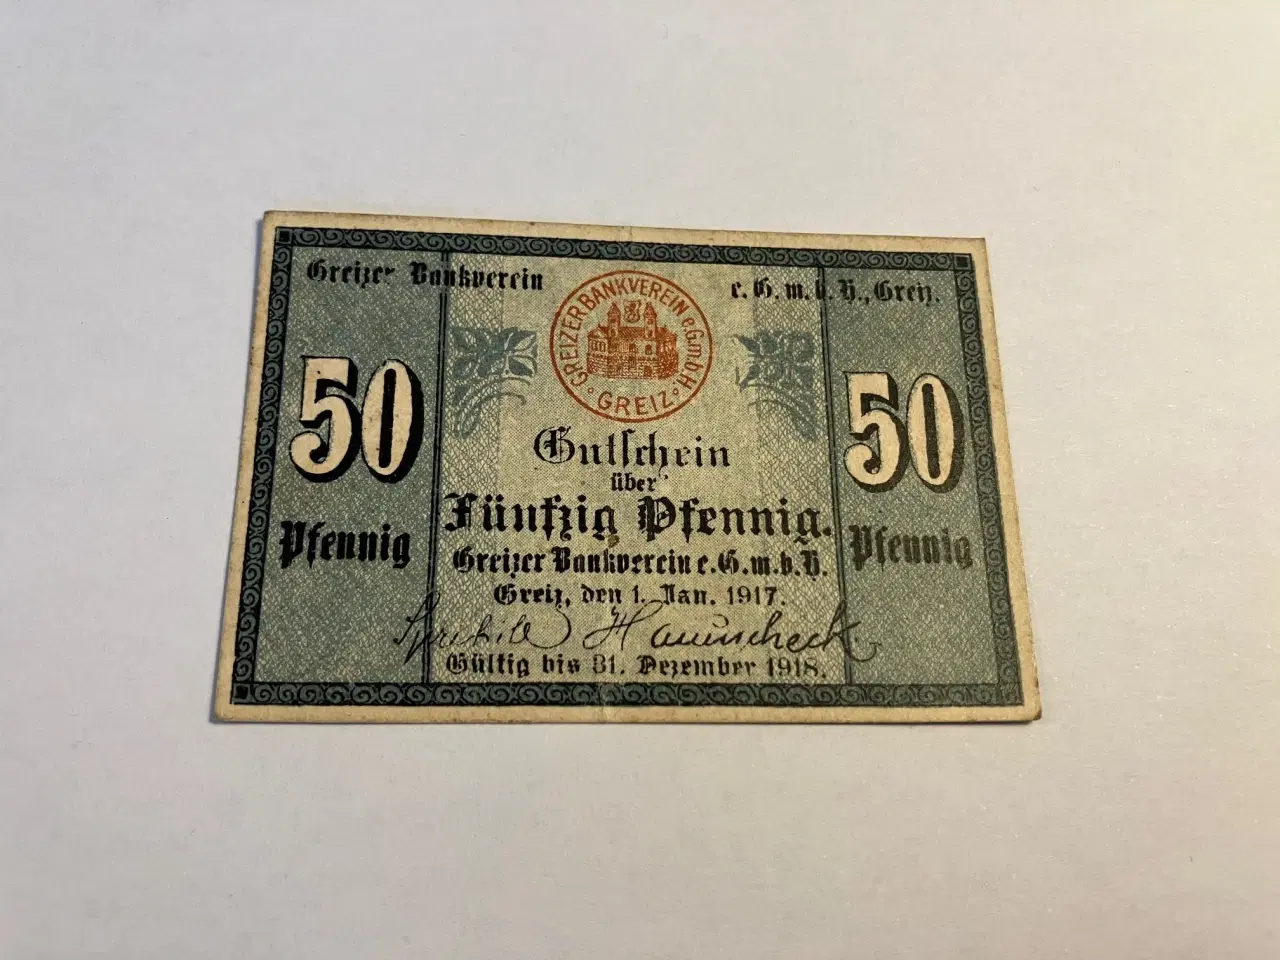 Greizer Bankverein e.G.m.b.H., Greiz.
GREIZER BANKVEREIN e.G.m.b.H
GREIZ
50 50
Gutschein
über
Fünfzig Pfennig.
Pfennig Pfennig
Greizer Bankverein e.G.m.b.H.
Greiz, den 1. Jan. 1917.
Gültig bis 31. Dezember 1918.